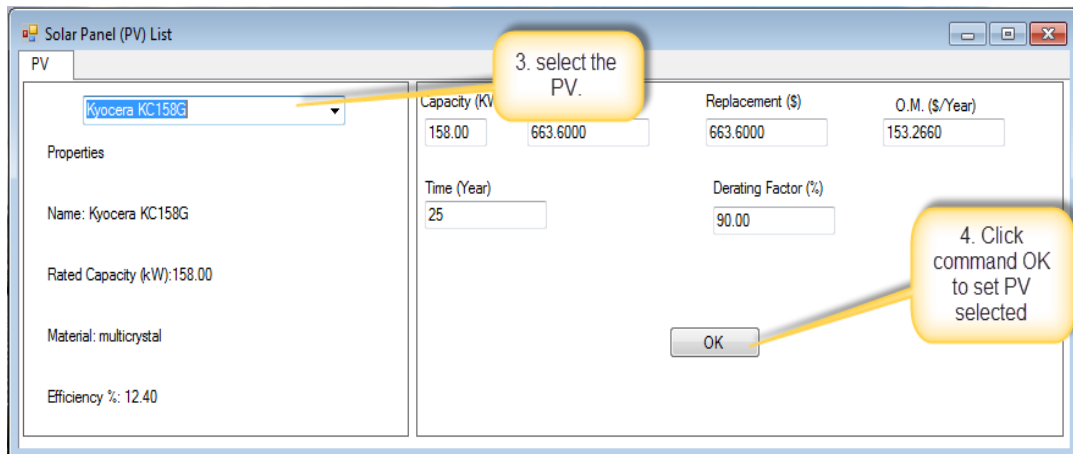 Solar Panel (PV) List
PV
3. select the
PV.
Kyocera KC158G
Properties
Name: Kyocera KC158G
Rated Capacity (kW):158.00
Material: multicrystal
Efficiency %: 12.40
Capacity (KW
Replacement ($)
O.M. ($/Year)
158.00
663.6000
663.6000
153.2660
Time (Year)
Derating Factor (%)
25
90.00
4. Click
command OK
to set PV
selected
OK